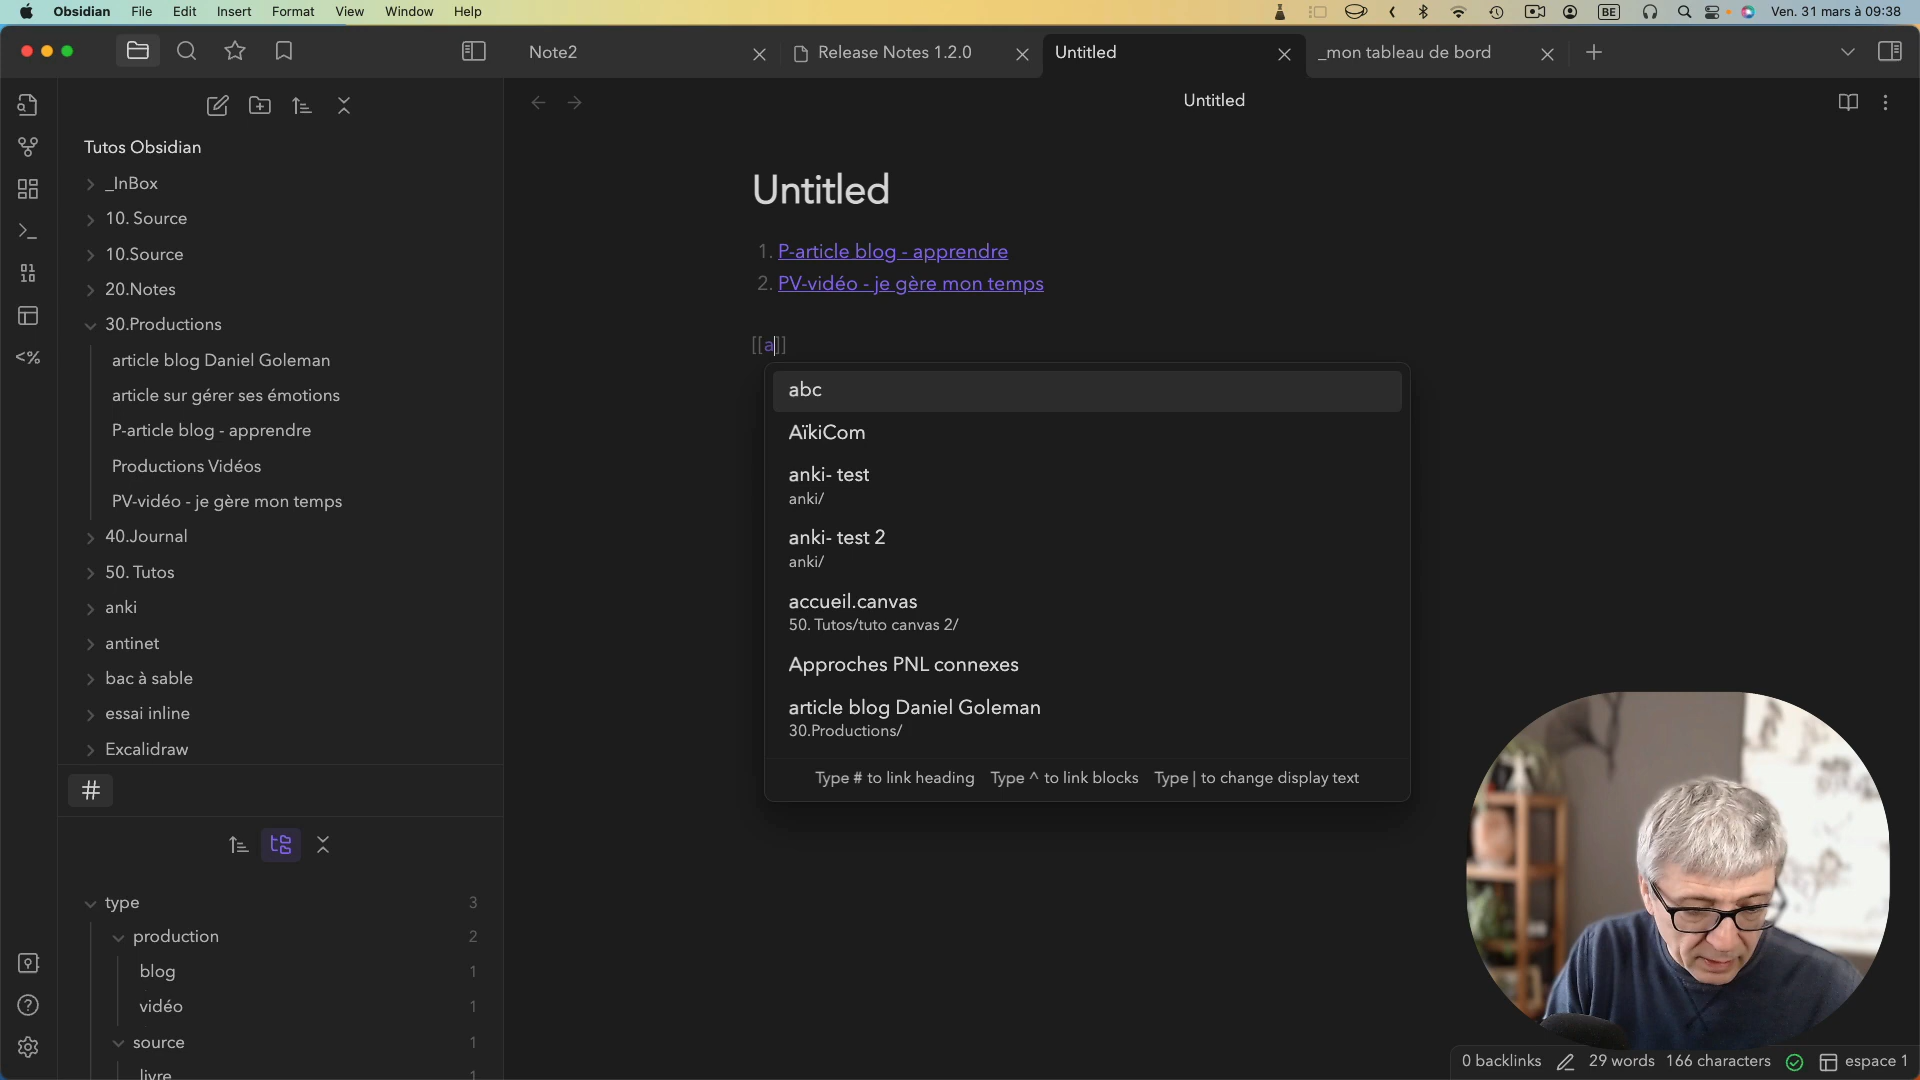 Obsidian File Edit Insert Format View Window Help BE Ven. 31 mars à 09:38
Note2 Release Notes 1.2.0 Untitled _mon tableau de bord
Untitled
Tutos Obsidian
_InBox
10. Source
10.Source
20.Notes
30.Productions
article blog Daniel Goleman
article sur gérer ses émotions
P-article blog - apprendre
Productions Vidéos
PV-vidéo - je gère mon temps
40.Journal
50. Tutos
anki
antinet
bac à sable
essai inline
Excalidraw
#
type 3
production 2
blog 1
vidéo 1
source 1
livre 1
Untitled
1. P-article blog - apprendre
2. PV-vidéo - je gère mon temps
[[a]]
abc
AïkiCom
anki- test
anki/
anki- test 2
anki/
accueil.canvas
50. Tutos/tuto canvas 2/
Approches PNL connexes
article blog Daniel Goleman
30.Productions/
Type # to link heading Type ^ to link blocks Type | to change display text
0 backlinks 29 words 166 characters espace 1